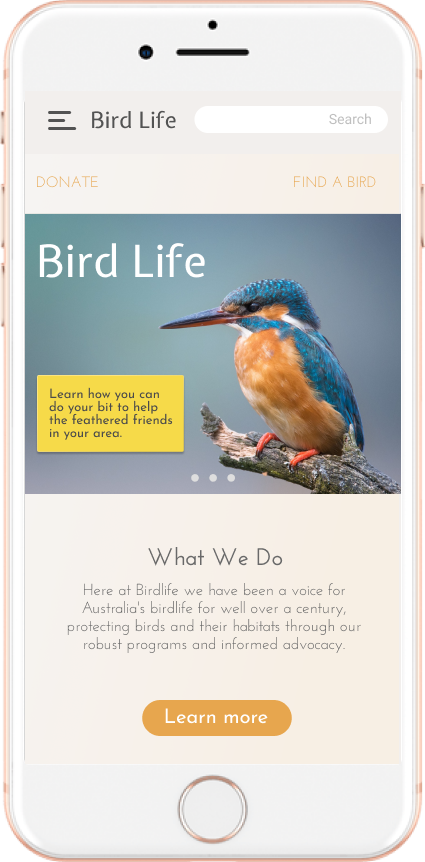 Bird Life
Search
DONATE
FIND A BIRD
Bird Life
Learn how you can
do your bit to help
the feathered friends
in your area.
What We Do
Here at Birdlife we have been a voice for
Australia's birdlife for well over a century,
protecting birds and their habitats through our
robust programs and informed advocacy.
Learn more